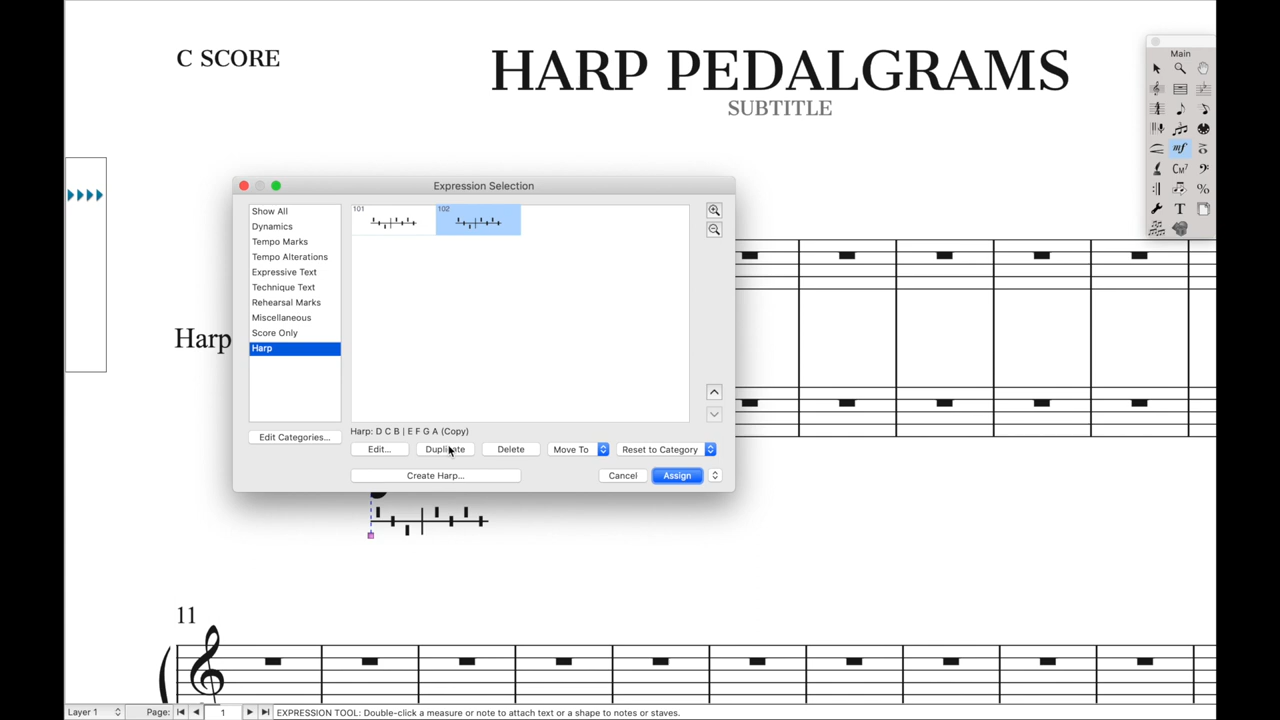 C SCORE
HARP PEDALGRAMS
SUBTITLE
Main
mf
CM7
T
Expression Selection
Show All
Dynamics
Tempo Marks
Tempo Alterations
Expressive Text
Technique Text
Rehearsal Marks
Miscellaneous
Score Only
Harp
101
102
Harp
Harp: D C B | E F G A (Copy)
Edit Categories...
Edit...
Duplicate
Delete
Move To
Reset to Category
Create Harp...
Cancel
Assign
11
Layer 1
Page:
1
EXPRESSION TOOL: Double-click a measure or note to attach text or a shape to notes or staves.